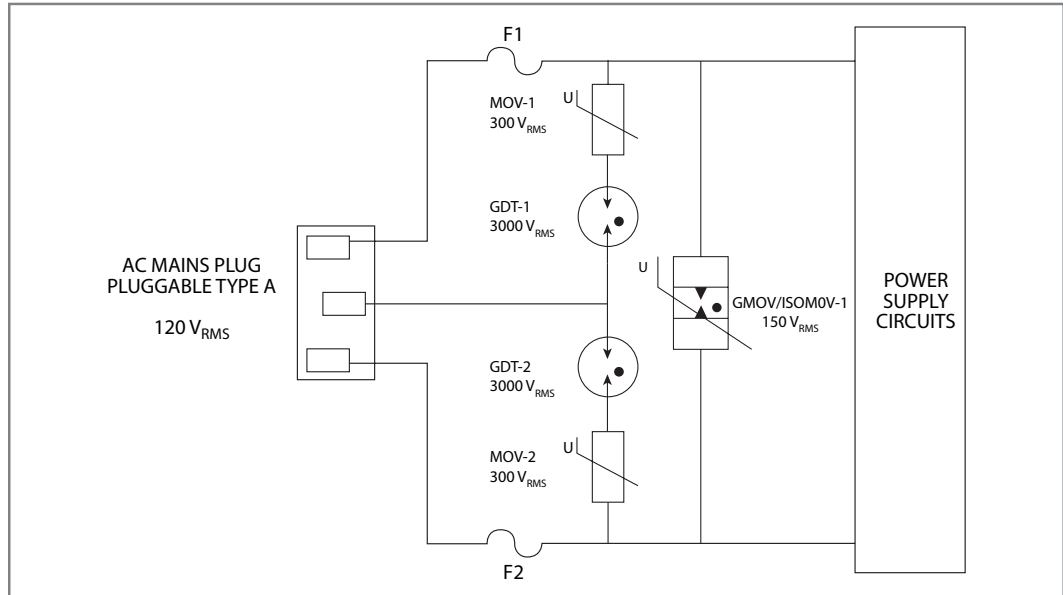 F1
MOV-1
300 VRMS
U
GDT-1
3000 VRMS
AC MAINS PLUG
PLUGGABLE TYPE A
120 VRMS
U
GMOV/ISOM0V-1
150 VRMS
POWER
SUPPLY
CIRCUITS
GDT-2
3000 VRMS
MOV-2
300 VRMS
U
F2